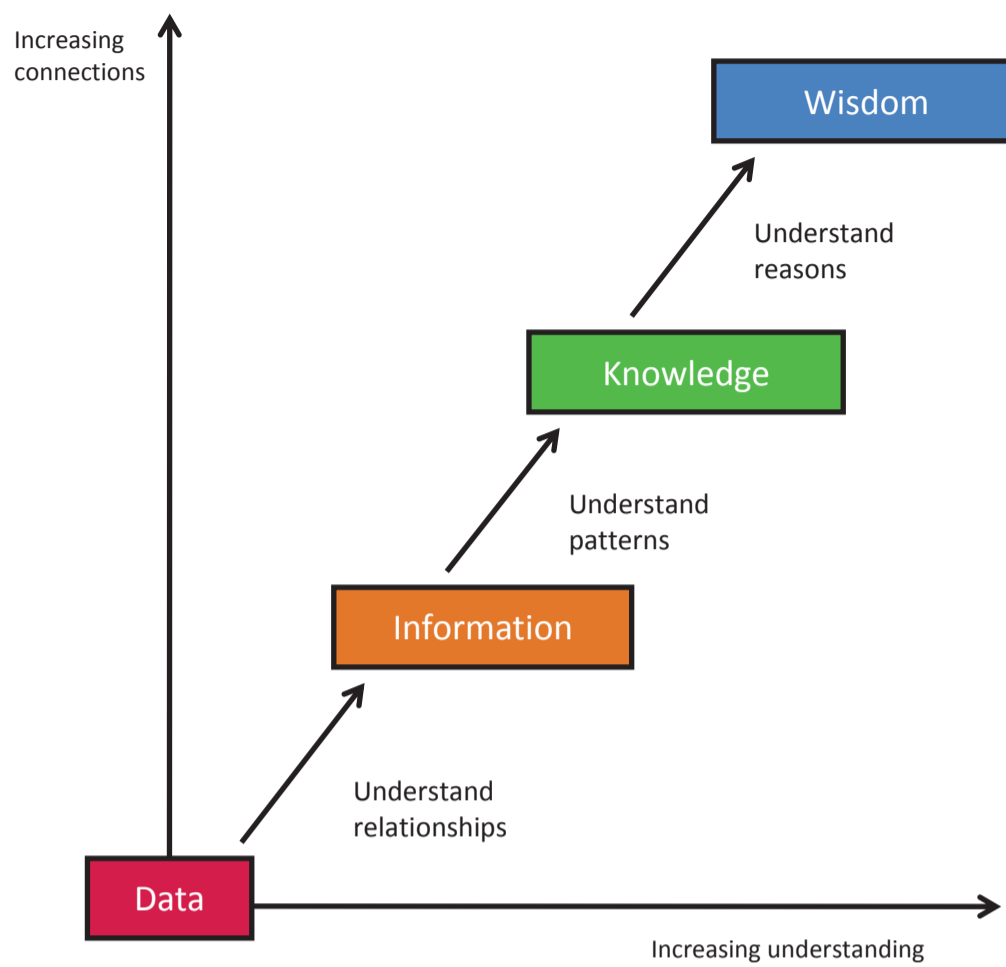 Increasing
connections
Wisdom
Understand
reasons
Knowledge
Understand
patterns
Information
Understand
relationships
Data
Increasing understanding